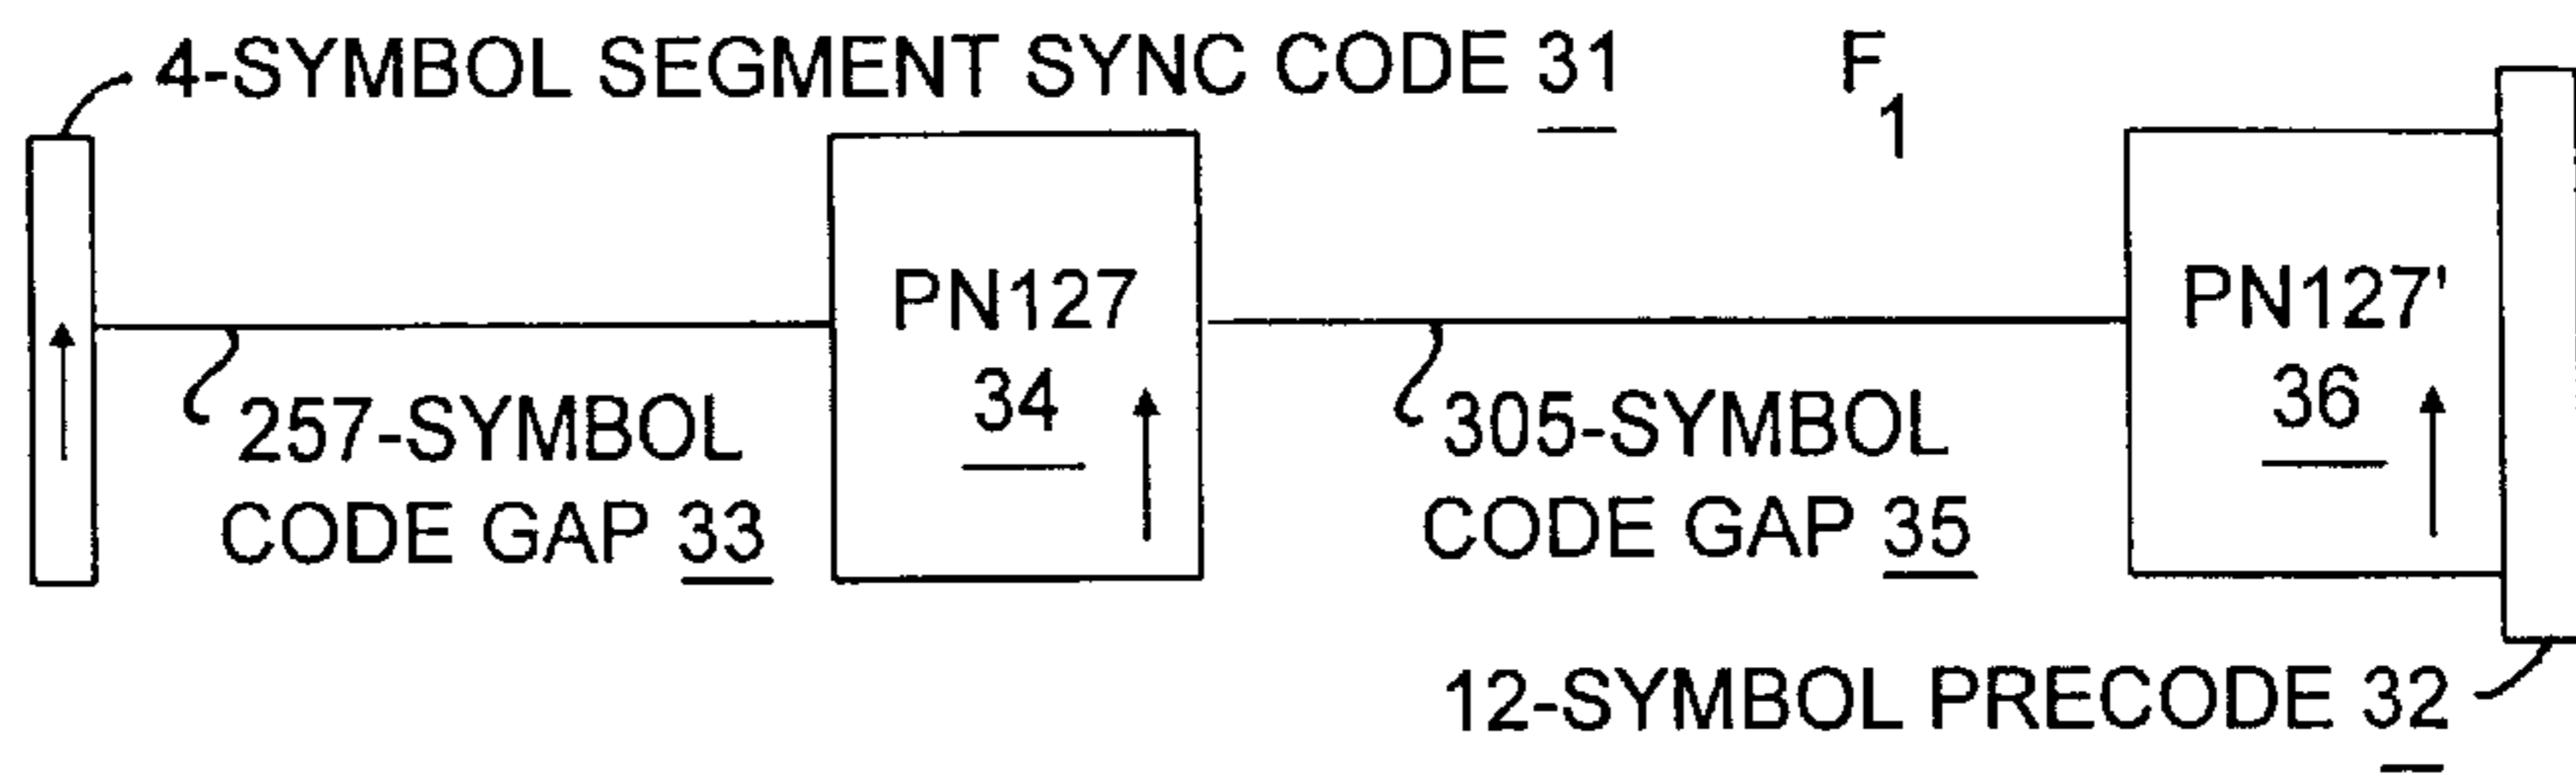 4-SYMBOL SEGMENT SYNC CODE 31
F1
PN127
34
PN127'
36
257-SYMBOL
CODE GAP 33
305-SYMBOL
CODE GAP 35
12-SYMBOL PRECODE 32